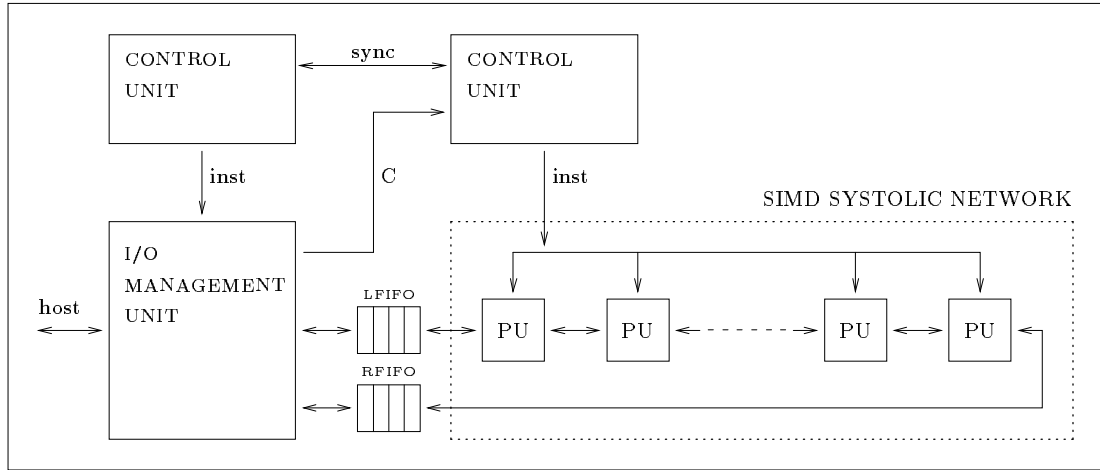 CONTROL
UNIT
sync
CONTROL
UNIT
inst
C
inst
SIMD SYSTOLIC NETWORK
I/O
MANAGEMENT
UNIT
host
LFIFO
PU
PU
PU
PU
RFIFO